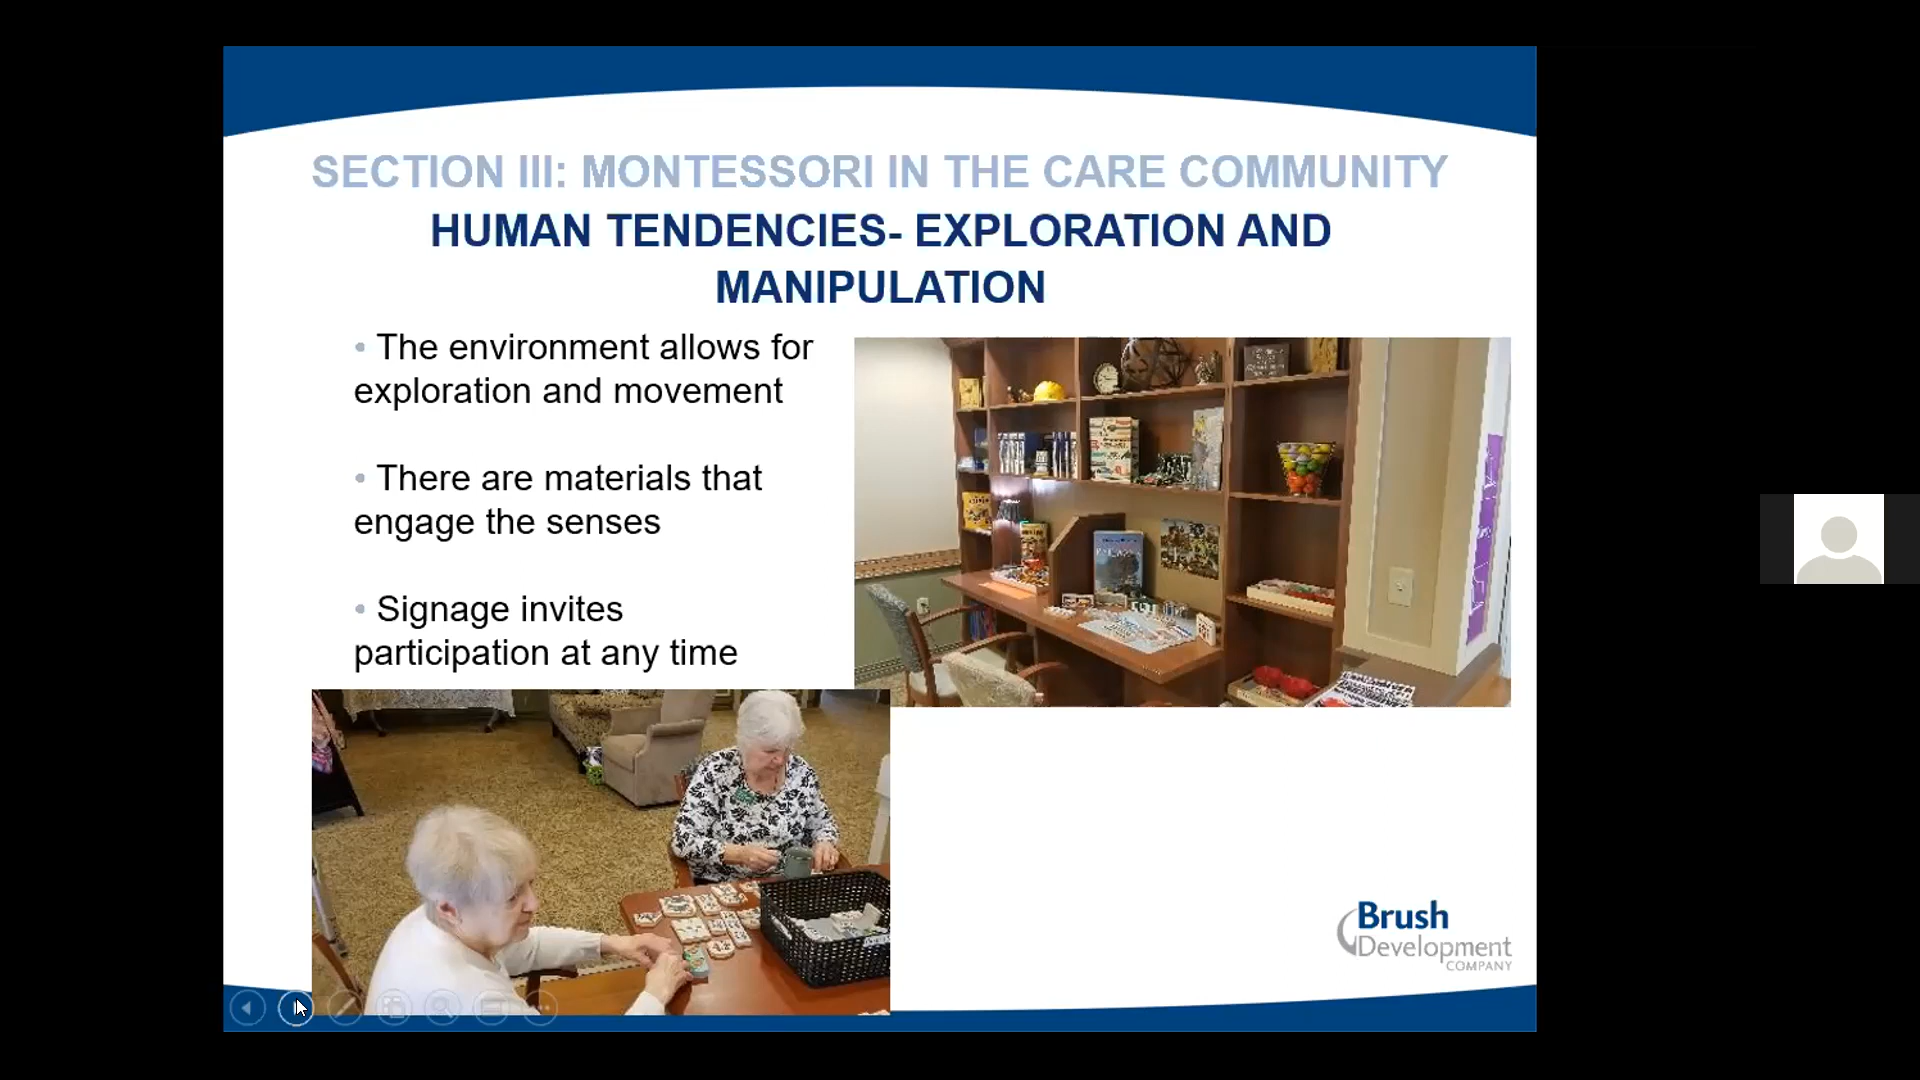 SECTION III: MONTESSORI IN THE CARE COMMUNITY
HUMAN TENDENCIES- EXPLORATION AND
MANIPULATION
• The environment allows for
exploration and movement
• There are materials that
engage the senses
• Signage invites
participation at any time
Brush
Development
COMPANY